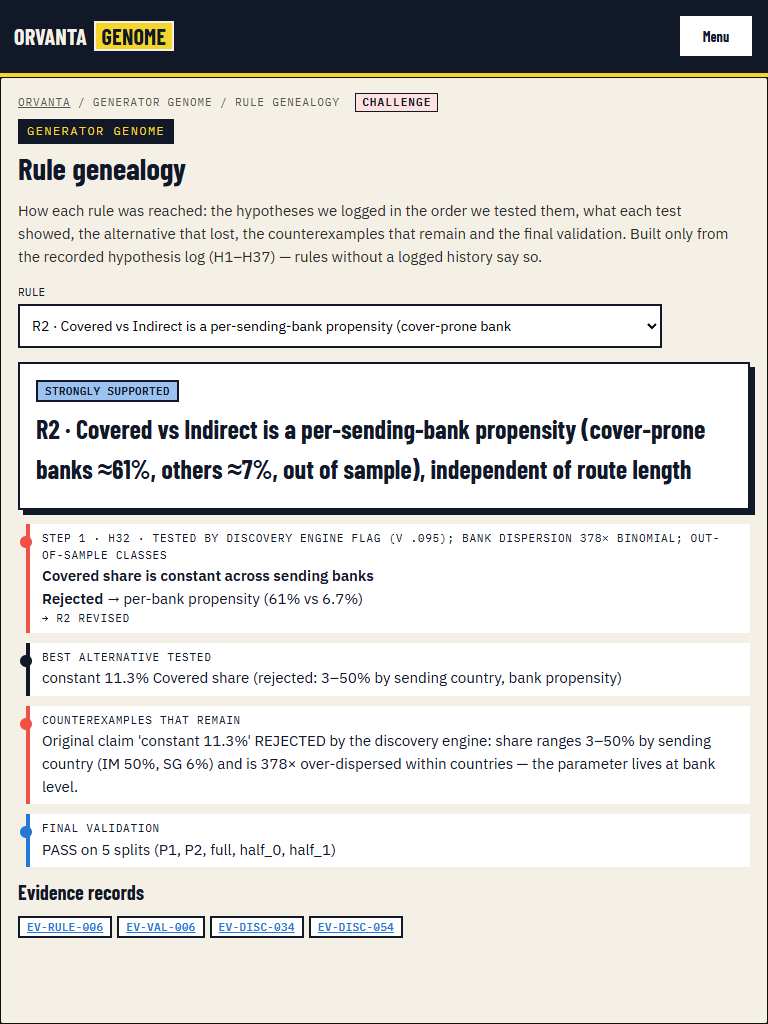 ORVANTA GENOME
Menu
ORVANTA / GENERATOR GENOME / RULE GENEALOGY CHALLENGE
GENERATOR GENOME
Rule genealogy
How each rule was reached: the hypotheses we logged in the order we tested them, what each test
showed, the alternative that lost, the counterexamples that remain and the final validation. Built only from
the recorded hypothesis log (H1–H37) — rules without a logged history say so.
RULE
R2 · Covered vs Indirect is a per-sending-bank propensity (cover-prone bank
STRONGLY SUPPORTED
R2 · Covered vs Indirect is a per-sending-bank propensity (cover-prone
banks ≈61%, others ≈7%, out of sample), independent of route length
STEP 1 · H32 · TESTED BY DISCOVERY ENGINE FLAG (V .095); BANK DISPERSION 378× BINOMIAL; OUT-
OF-SAMPLE CLASSES
Covered share is constant across sending banks
Rejected → per-bank propensity (61% vs 6.7%)
→ R2 REVISED
BEST ALTERNATIVE TESTED
constant 11.3% Covered share (rejected: 3–50% by sending country, bank propensity)
COUNTEREXAMPLES THAT REMAIN
Original claim 'constant 11.3%' REJECTED by the discovery engine: share ranges 3–50% by sending
country (IM 50%, SG 6%) and is 378× over-dispersed within countries — the parameter lives at bank
level.
FINAL VALIDATION
PASS on 5 splits (P1, P2, full, half_0, half_1)
Evidence records
EV-RULE-006 EV-VAL-006 EV-DISC-034 EV-DISC-054